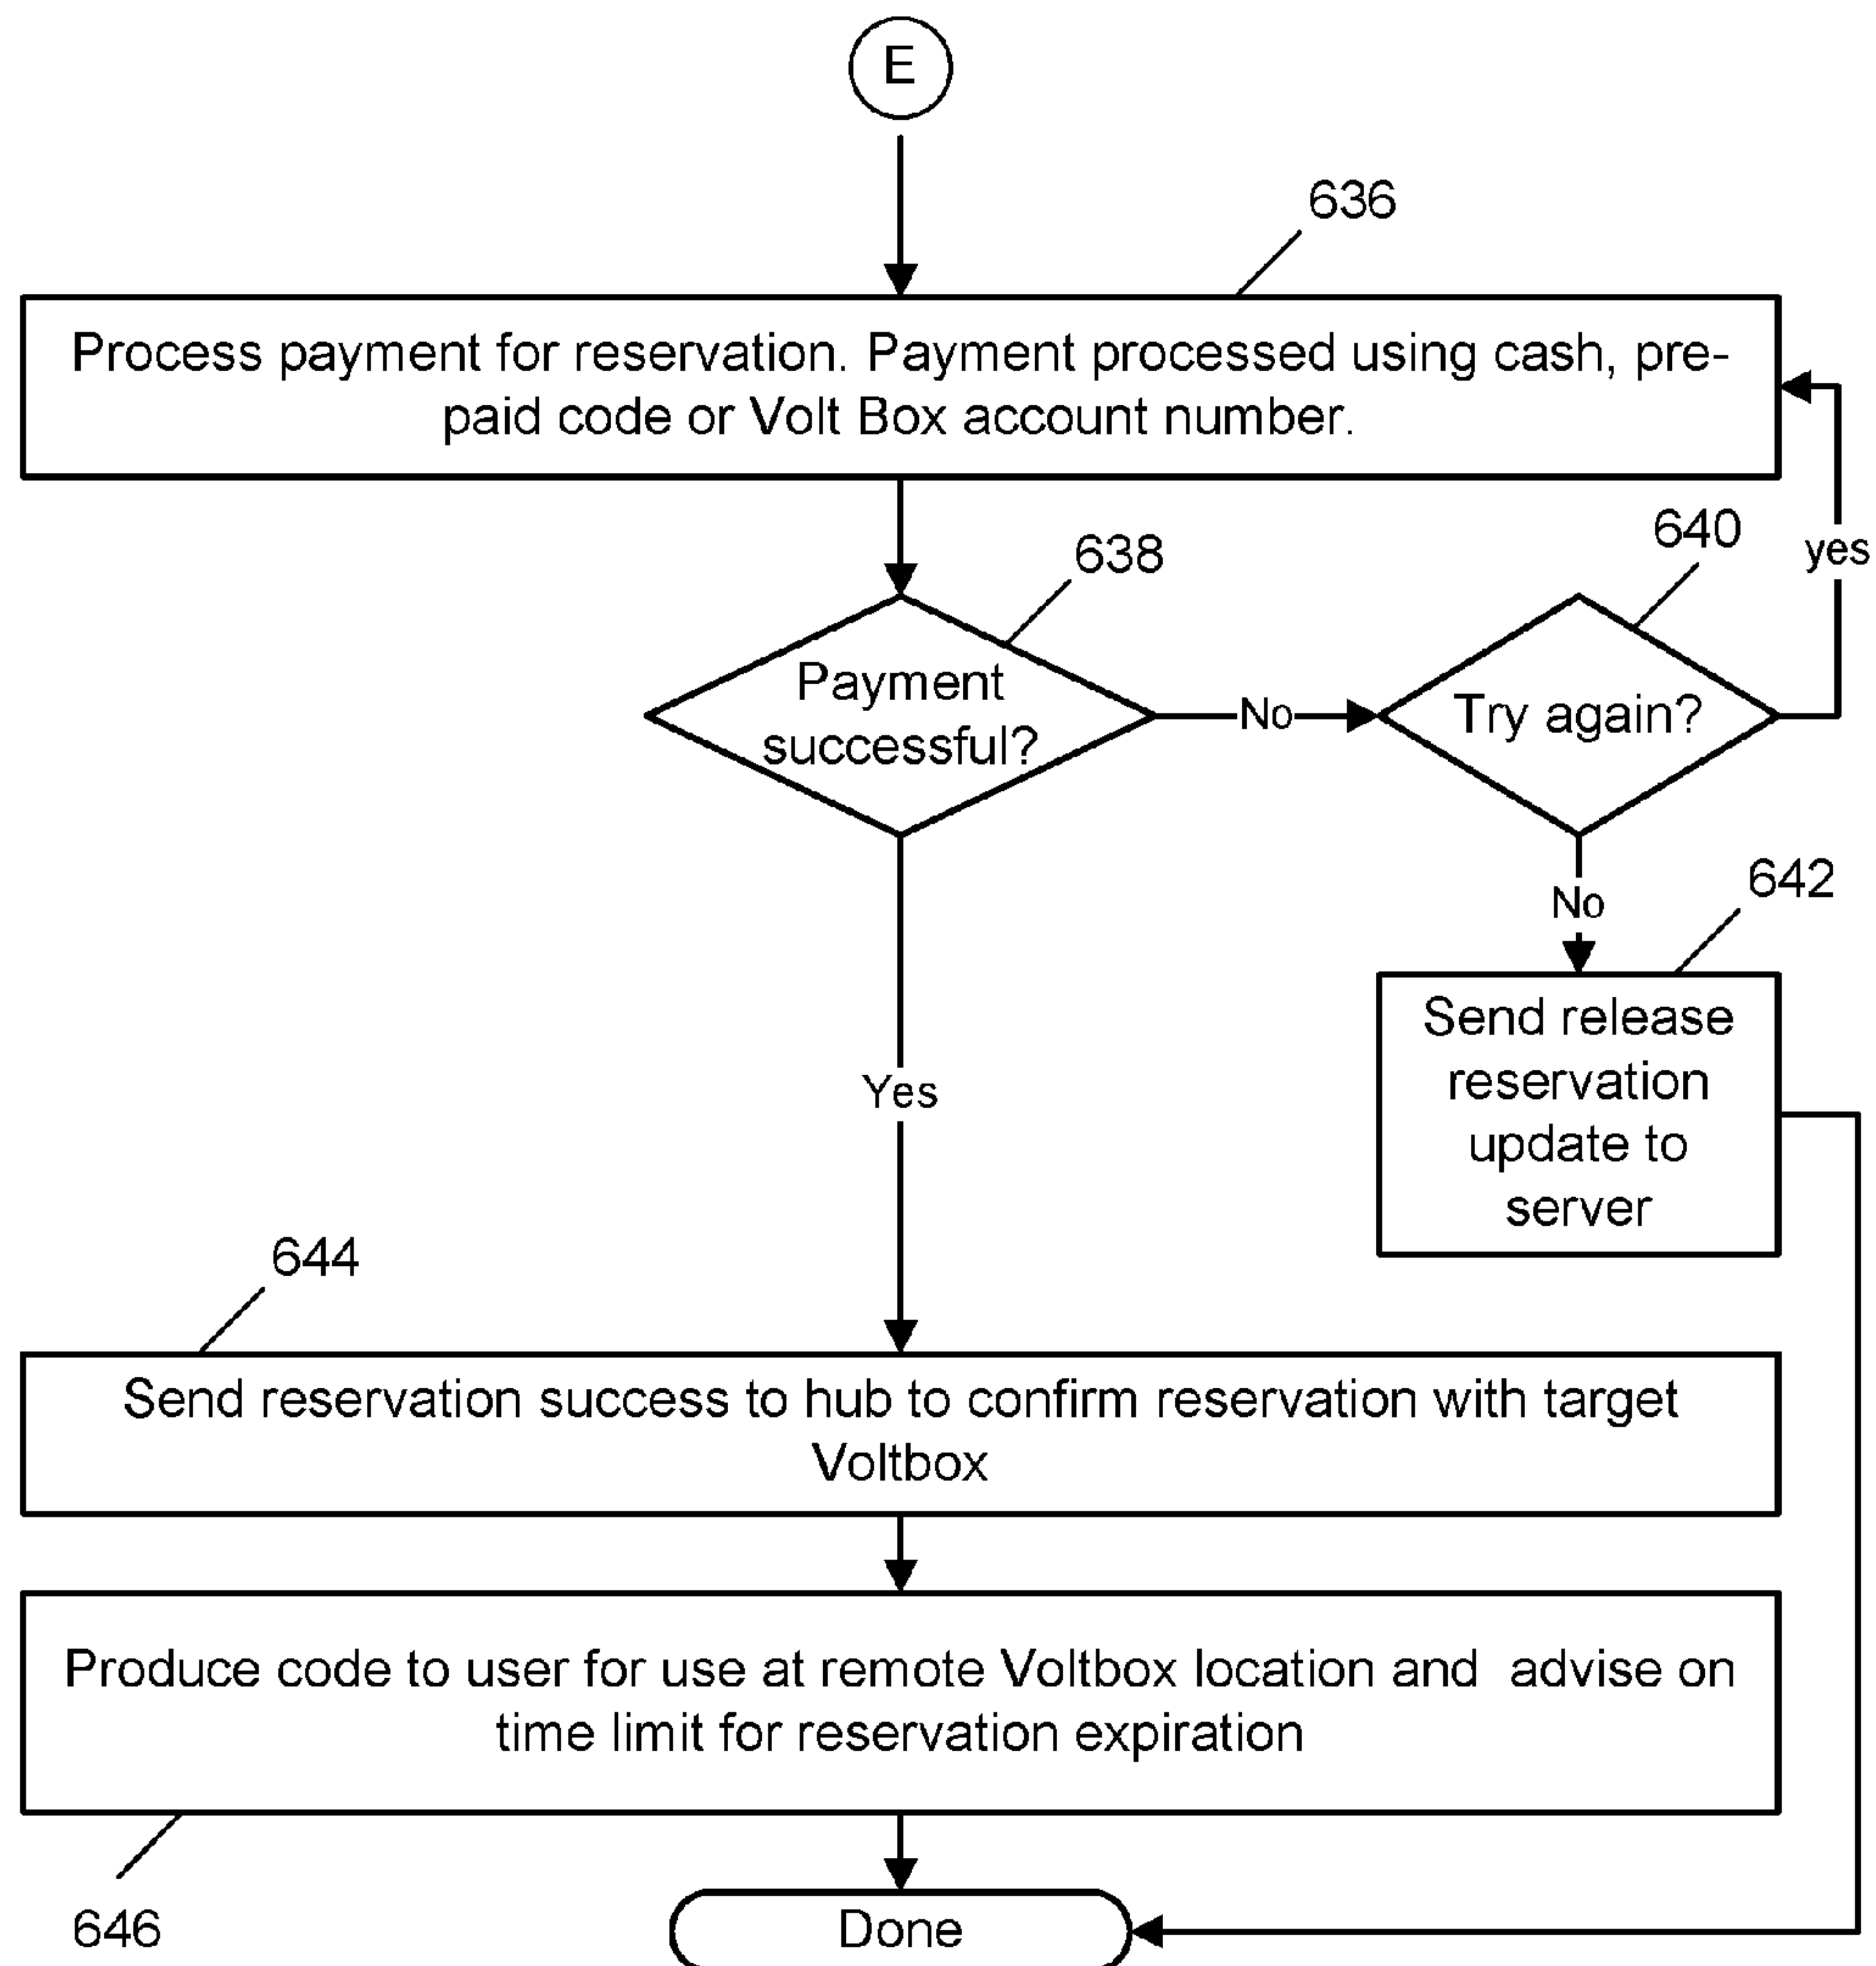 E
636
Process payment for reservation. Payment processed using cash, pre-
paid code or Volt Box account number.
638
640
yes
Payment
successful?
No
Try again?
No
642
Send release
reservation
update to
server
Yes
644
Send reservation success to hub to confirm reservation with target
Voltbox
Produce code to user for use at remote Voltbox location and  advise on
time limit for reservation expiration
646
Done